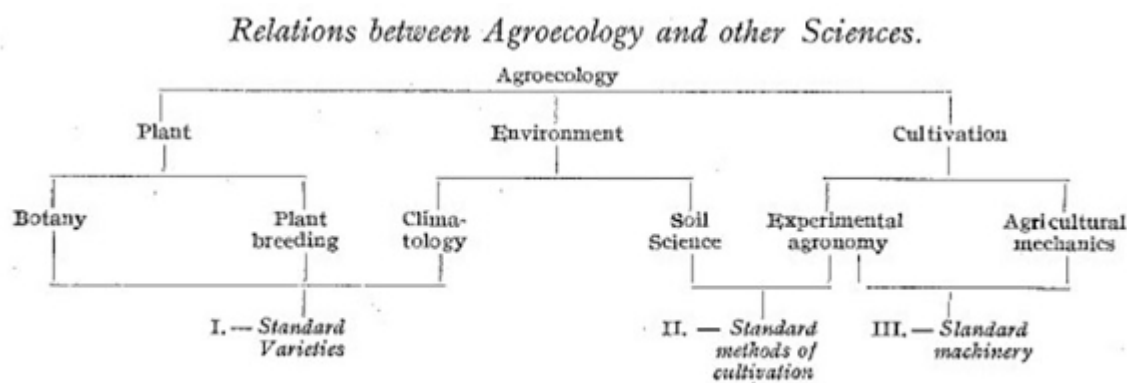 Relations between Agroecology and other Sciences.
Agroecology
Plant Environment Cultivation
Botany Plant breeding Clima-tology Soil Science Experimental agronomy Agricultural mechanics
I. — Standard Varieties
II. — Standard methods of cultivation
III. — Slandard machinery